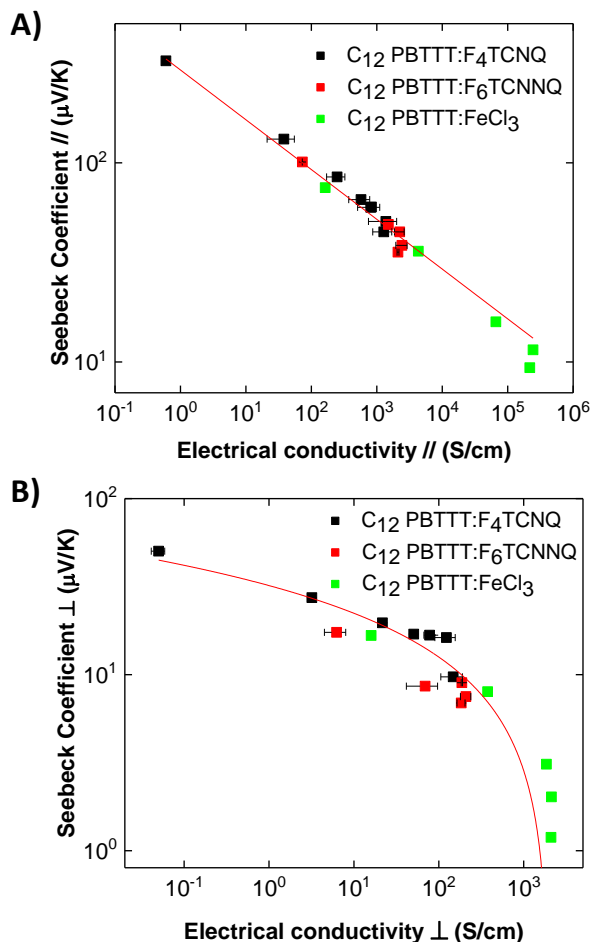 A)
C₁₂ PBTTT:F₄TCNQ
C₁₂ PBTTT:F₆TCNNQ
C₁₂ PBTTT:FeCl₃
Seebeck Coefficient // (μV/K)
10²
10¹
10⁻¹ 10⁰ 10¹ 10² 10³ 10⁴ 10⁵ 10⁶
Electrical conductivity // (S/cm)
B)
C₁₂ PBTTT:F₄TCNQ
C₁₂ PBTTT:F₆TCNNQ
C₁₂ PBTTT:FeCl₃
Seebeck Coefficient ⊥ (μV/K)
10²
10¹
10⁰
10⁻¹ 10⁰ 10¹ 10² 10³
Electrical conductivity ⊥ (S/cm)